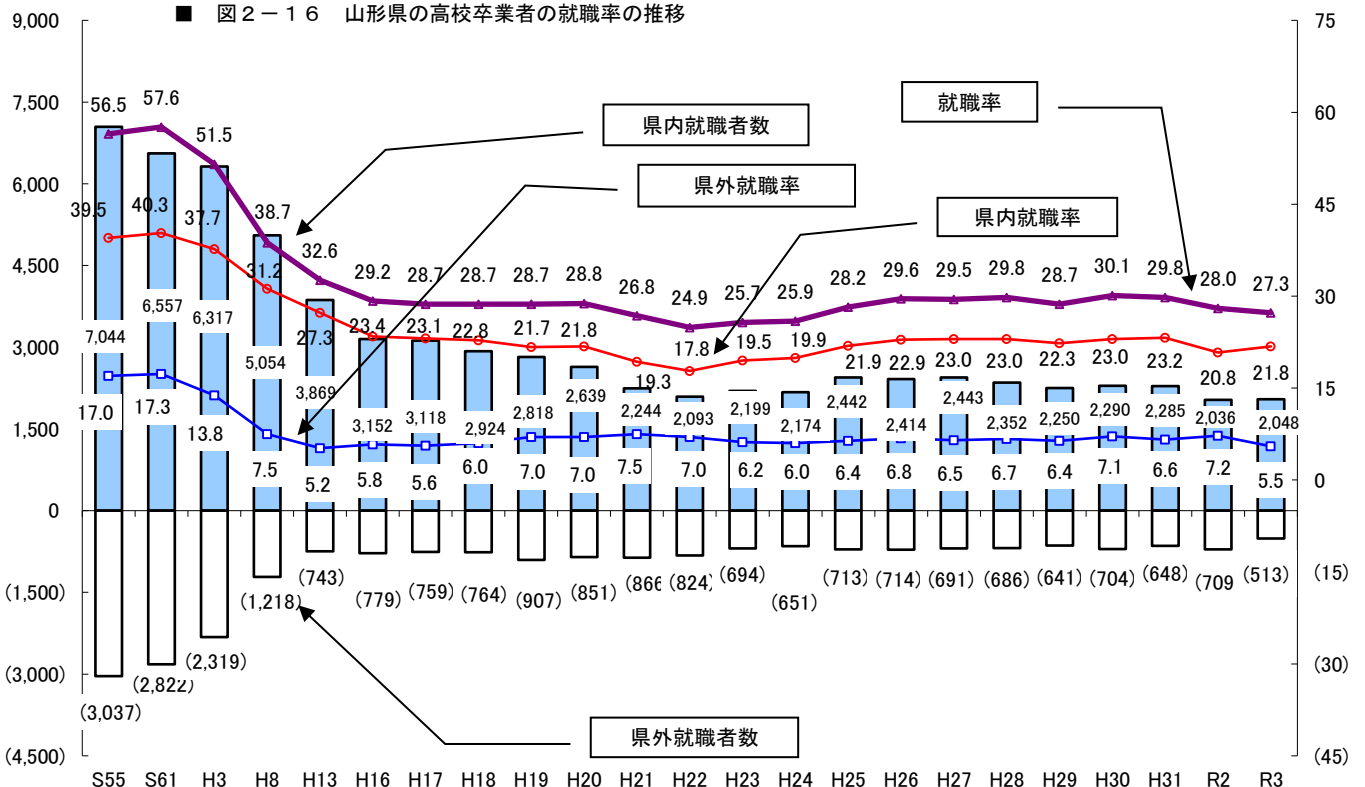 ■ 図2－16 山形県の高校卒業者の就職率の推移
9,000
7,500
6,000
4,500
3,000
1,500
0
(1,500)
(3,000)
(4,500)
75
60
45
30
15
0
(15)
(30)
(45)
就職率
県内就職者数
県外就職率
県内就職率
県外就職者数
56.5 57.6 51.5 38.7 32.6 29.2 28.7 28.7 28.7 28.8 26.8 24.9 25.7 25.9 28.2 29.6 29.5 29.8 28.7 30.1 29.8 28.0 27.3
39.5 40.3 37.7 31.2 27.3 23.4 23.1 22.8 21.7 21.8 19.3 17.8 19.5 19.9 21.9 22.9 23.0 23.0 22.3 23.0 23.2 20.8 21.8
7,044 6,557 6,317 5,054 3,869 3,152 3,118 2,924 2,818 2,639 2,244 2,093 2,199 2,174 2,442 2,414 2,443 2,352 2,250 2,290 2,285 2,036 2,048
17.0 17.3 13.8 7.5 5.2 5.8 5.6 6.0 7.0 7.0 7.5 7.0 6.2 6.0 6.4 6.8 6.5 6.7 6.4 7.1 6.6 7.2 5.5
(3,037) (2,822) (2,319) (1,218) (743) (779) (759) (764) (907) (851) (866 (824) (694) (651) (713) (714) (691) (686) (641) (704) (648) (709 (513)
S55 S61 H3 H8 H13 H16 H17 H18 H19 H20 H21 H22 H23 H24 H25 H26 H27 H28 H29 H30 H31 R2 R3